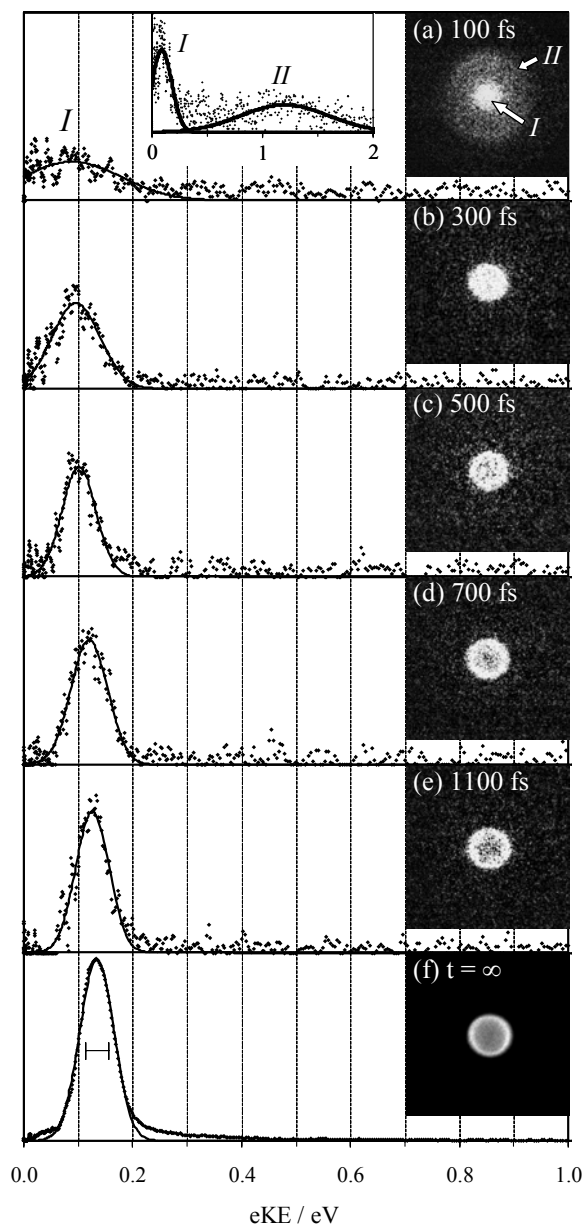 (a) 100 fs
I
II
II
I
I
0
1
2
(b) 300 fs
(c) 500 fs
(d) 700 fs
(e) 1100 fs
(f) t = ∞
0.0 0.2 0.4 0.6 0.8 1.0
eKE / eV